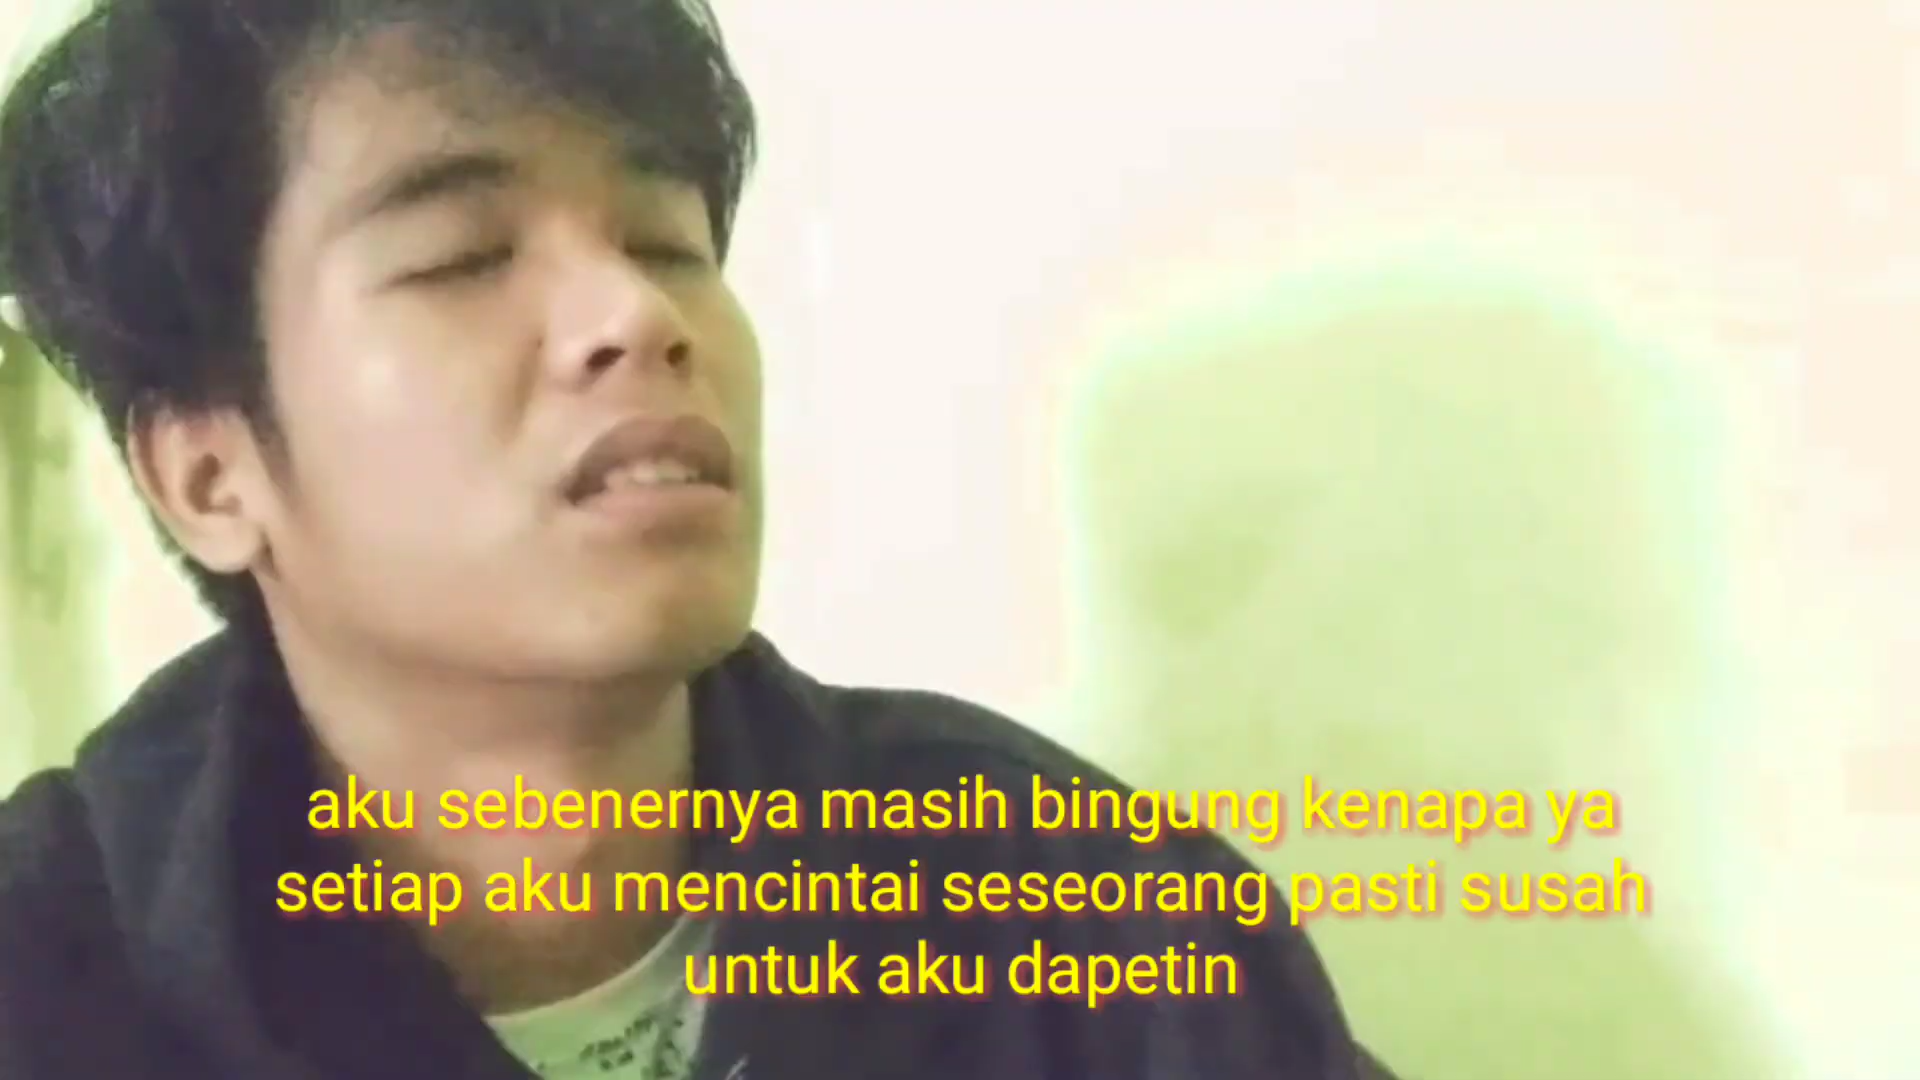 aku sebenernya masih bingung kenapa ya
setiap aku mencintai seseorang pasti susah
untuk aku dapetin